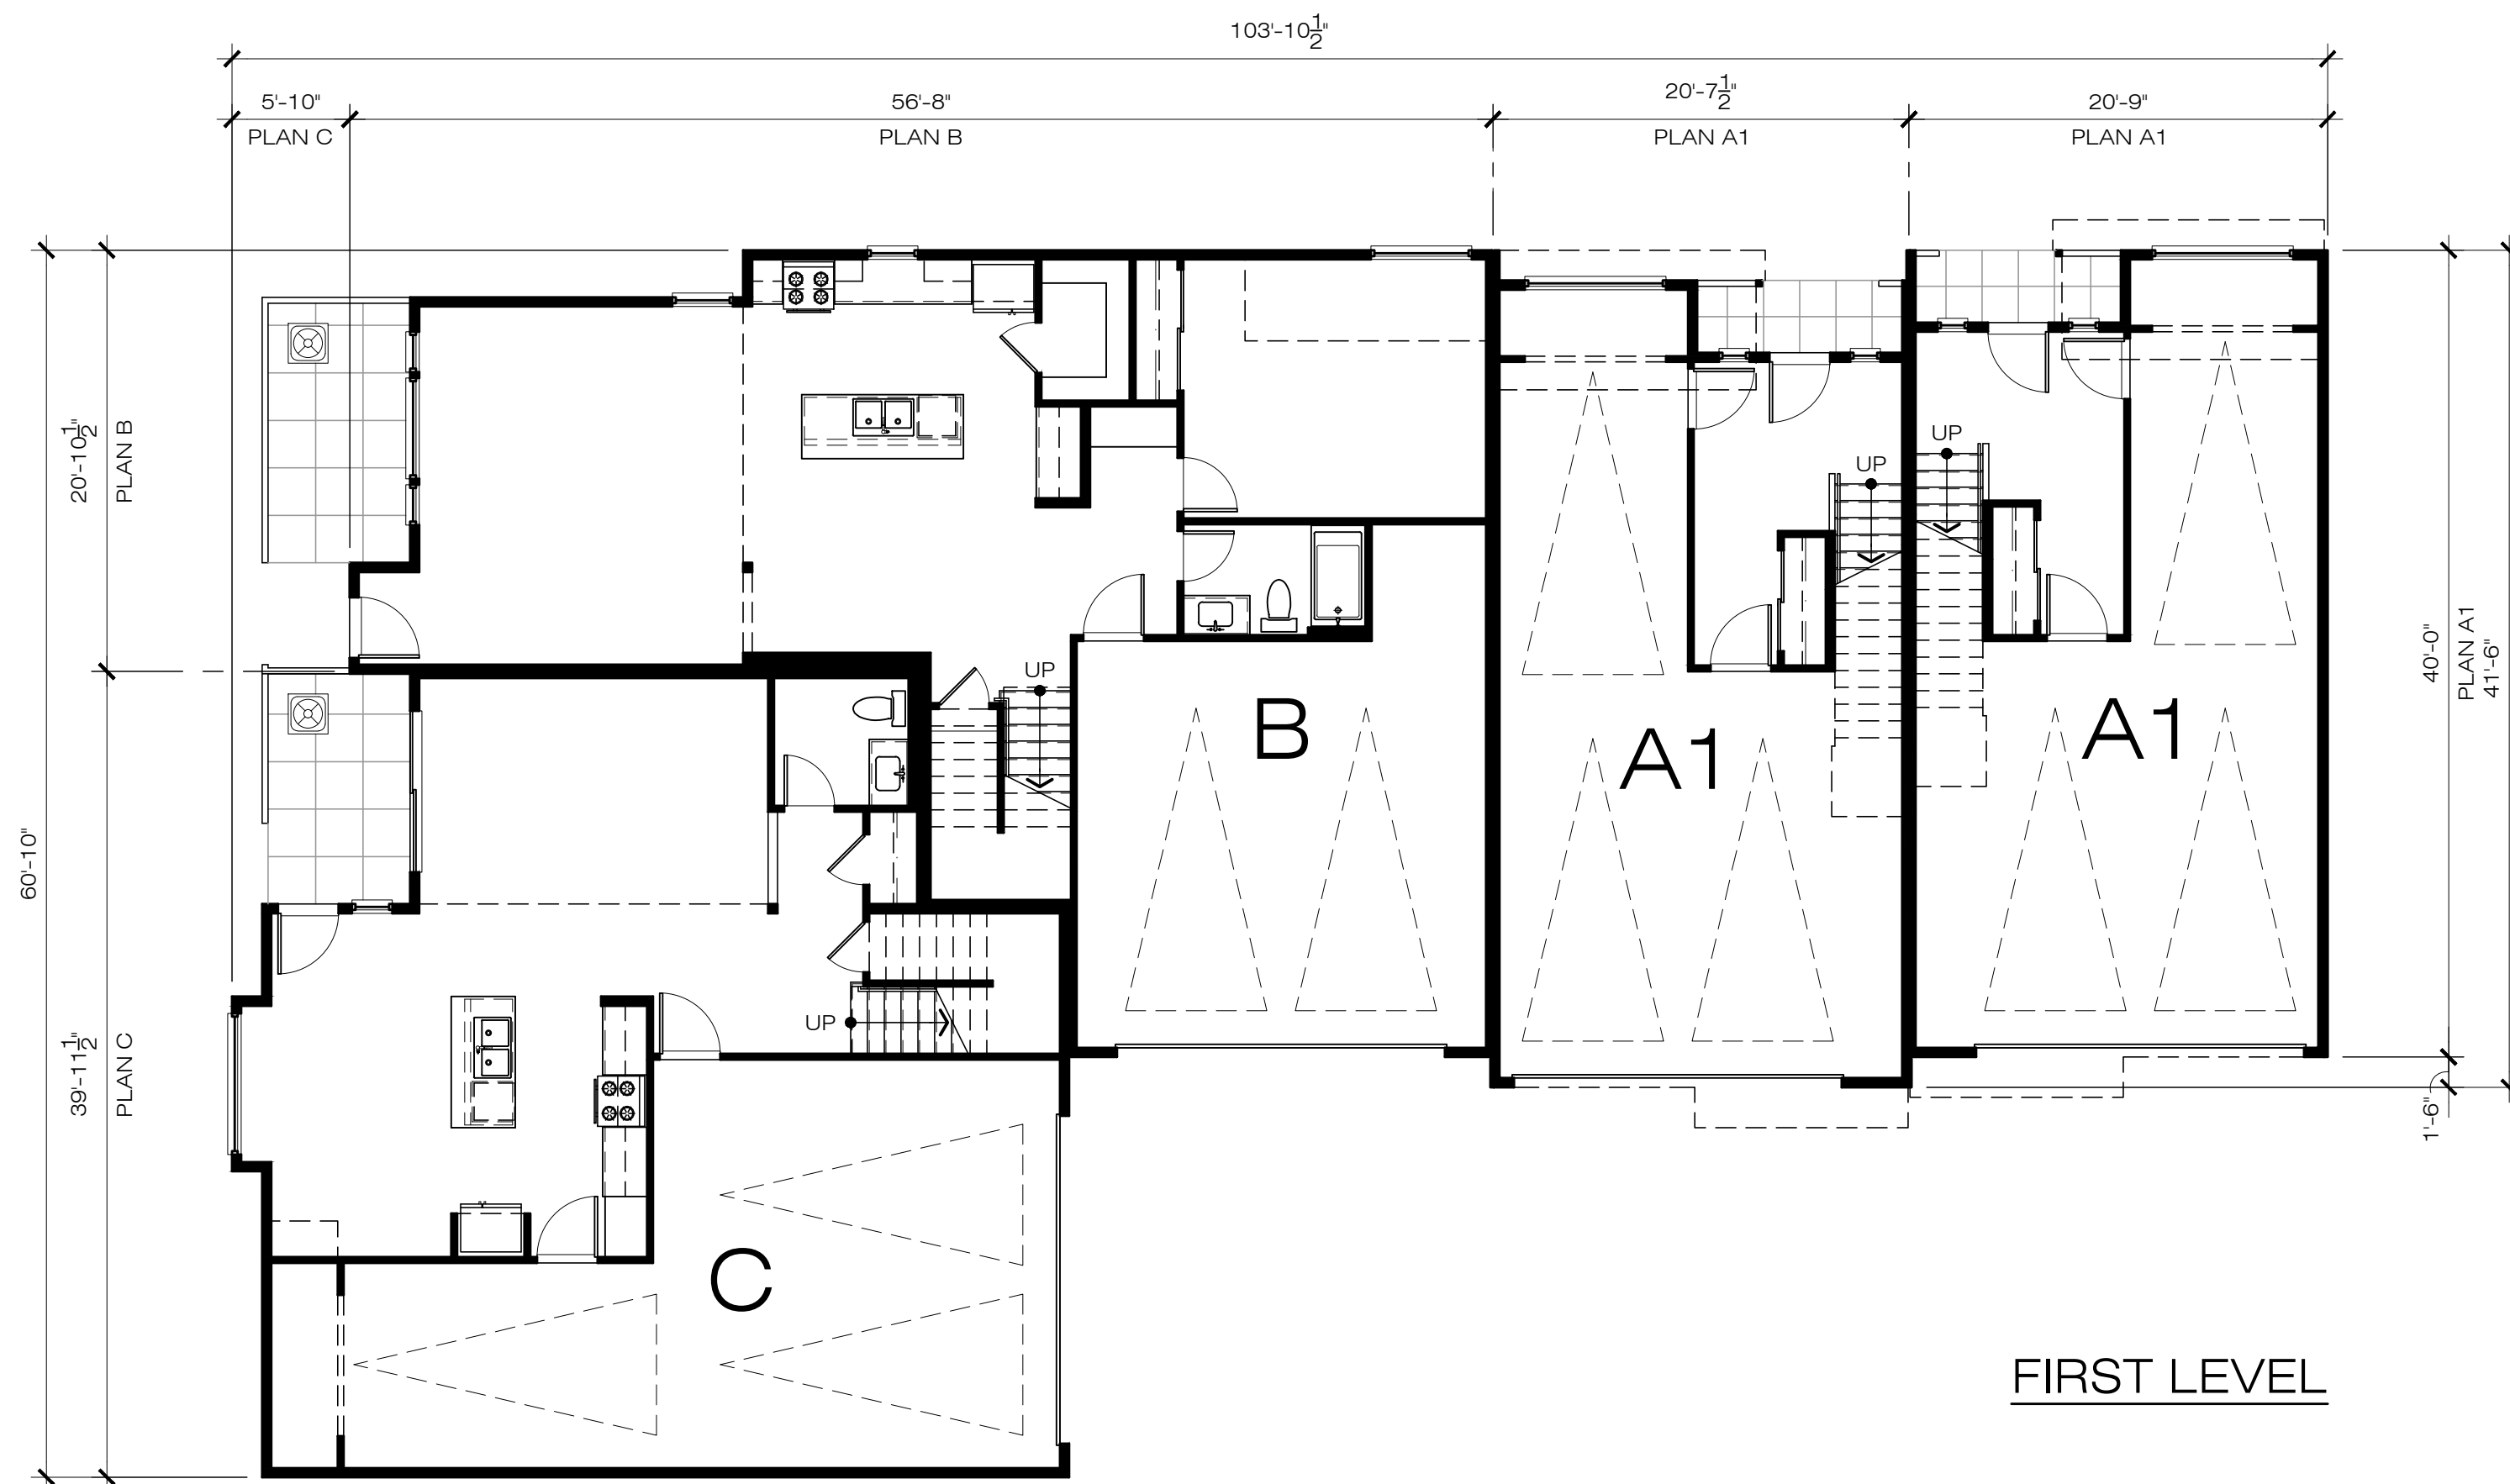 103'-10 1/2"
5'-10"
56'-8"
20'-7 1/2"
20'-9"
PLAN C
PLAN B
PLAN A1
PLAN A1
20'-10 1/2"
PLAN B
60'-10"
39'-11 1/2"
PLAN C
40'-0"
PLAN A1
41'-6"
1'-6"
UP
UP
UP
UP
B
A1
A1
C
FIRST LEVEL